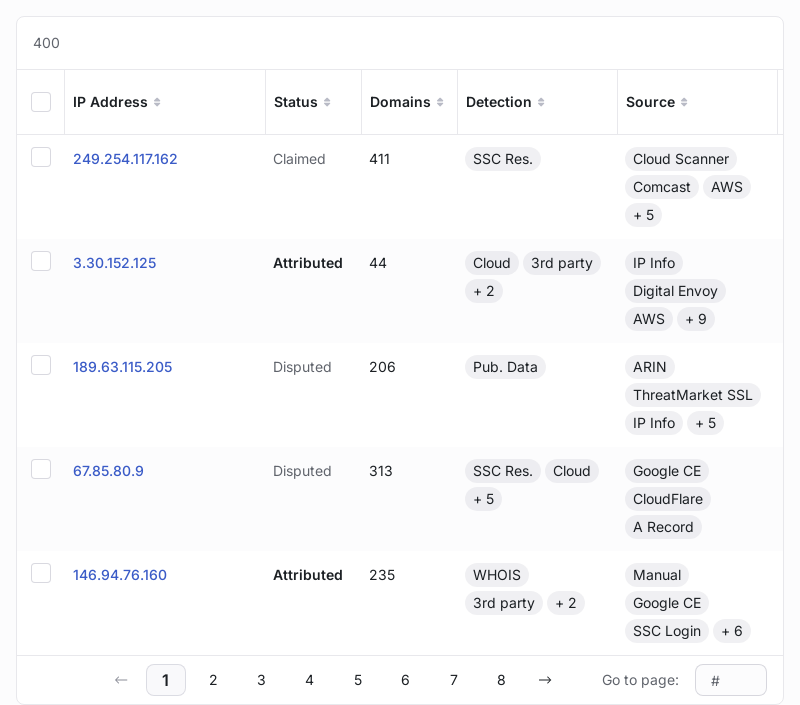 400
IP Address Status Domains Detection Source
249.254.117.162 Claimed 411 SSC Res. Cloud Scanner
Comcast AWS
+ 5
3.30.152.125 Attributed 44 Cloud 3rd party IP Info
+ 2 Digital Envoy
AWS + 9
189.63.115.205 Disputed 206 Pub. Data ARIN
ThreatMarket SSL
IP Info + 5
67.85.80.9 Disputed 313 SSC Res. Cloud Google CE
+ 5 CloudFlare
A Record
146.94.76.160 Attributed 235 WHOIS Manual
3rd party + 2 Google CE
SSC Login + 6
← 1 2 3 4 5 6 7 8 → Go to page: #